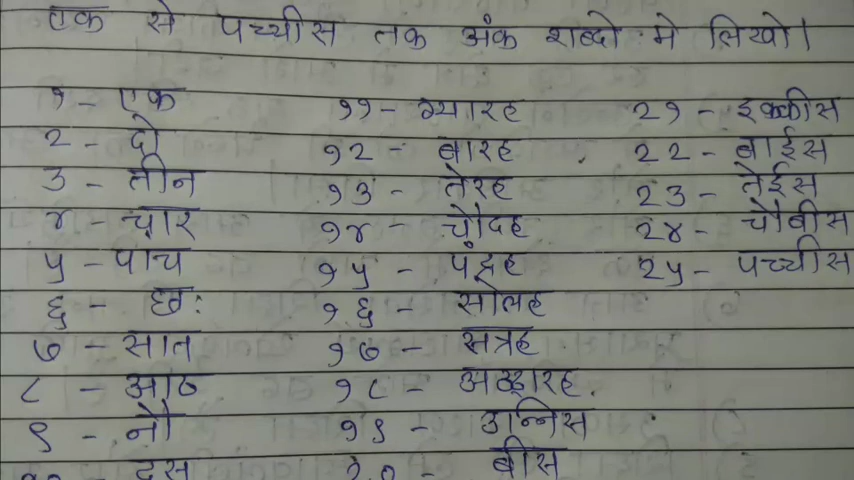 एक से पच्यीस तक अंक शब्दो मे लिखो।
१ - एक ११ - ग्यारह २१ - इक्कीस
२ - दो १२ - बारह २२ - बाईस
३ - तीन १३ - तेरह २३ - तेईस
४ - चार १४ - चौदह २४ - चौबीस
५ - पाच १५ - पंद्रह २५ - पच्यीस
६ - छः १६ - सोलह
७ - सात १७ - सत्रह
८ - आठ १८ - अठ्ठारह
९ - नौ १९ - उन्निस
१० - दस २० - बीस